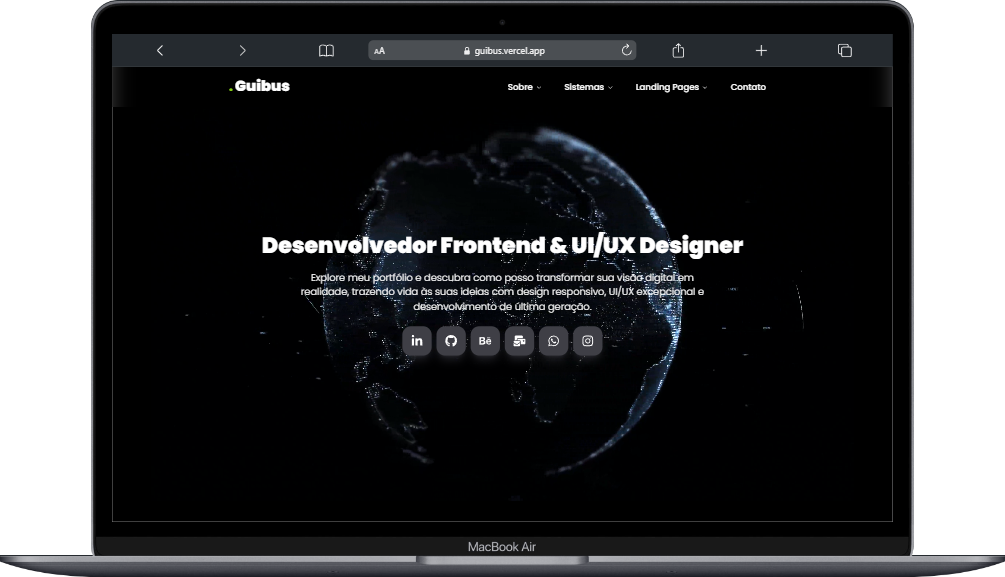 AA guibus.vercel.app
.Guibus
Sobre Sistemas Landing Pages Contato
Desenvolvedor Frontend & UI/UX Designer
Explore meu portfólio e descubra como posso transformar sua visão digital em
realidade, trazendo vida às suas ideias com design responsivo, UI/UX excepcional e
desenvolvimento de última geração.
in Bē
MacBook Air